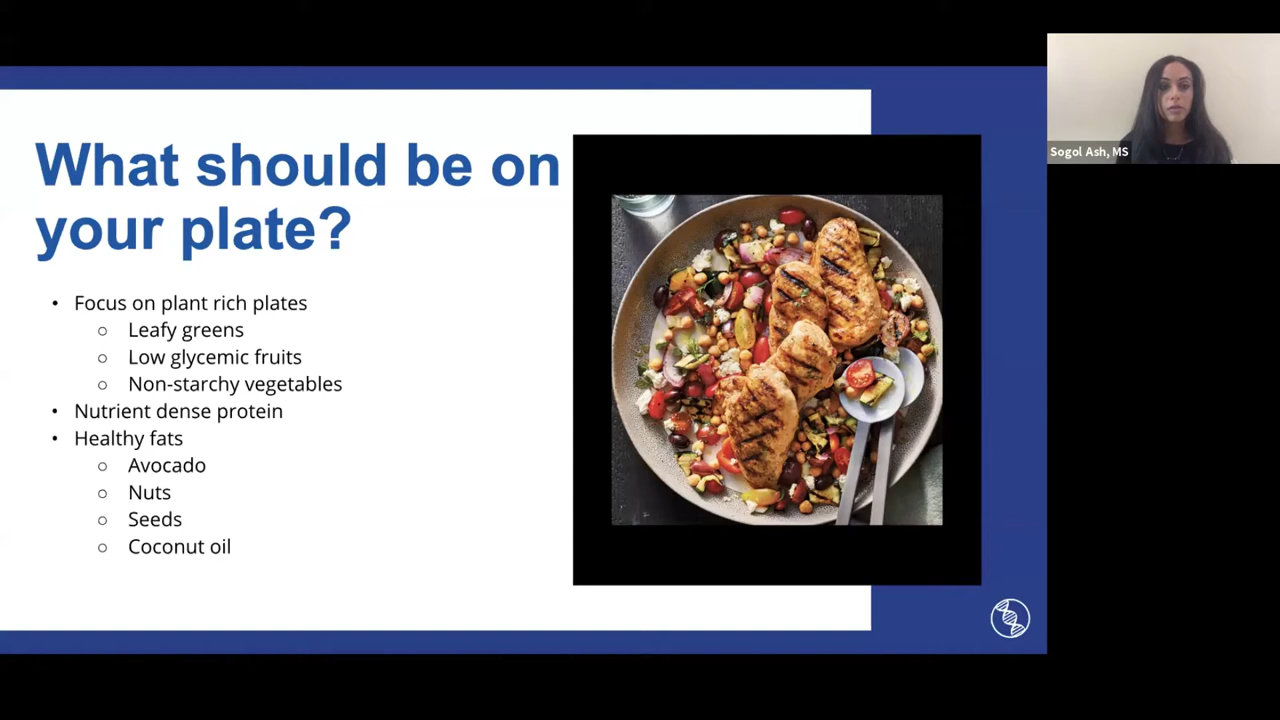 What should be on
your plate?
• Focus on plant rich plates
○ Leafy greens
○ Low glycemic fruits
○ Non-starchy vegetables
• Nutrient dense protein
• Healthy fats
○ Avocado
○ Nuts
○ Seeds
○ Coconut oil
Sogol Ash, MS